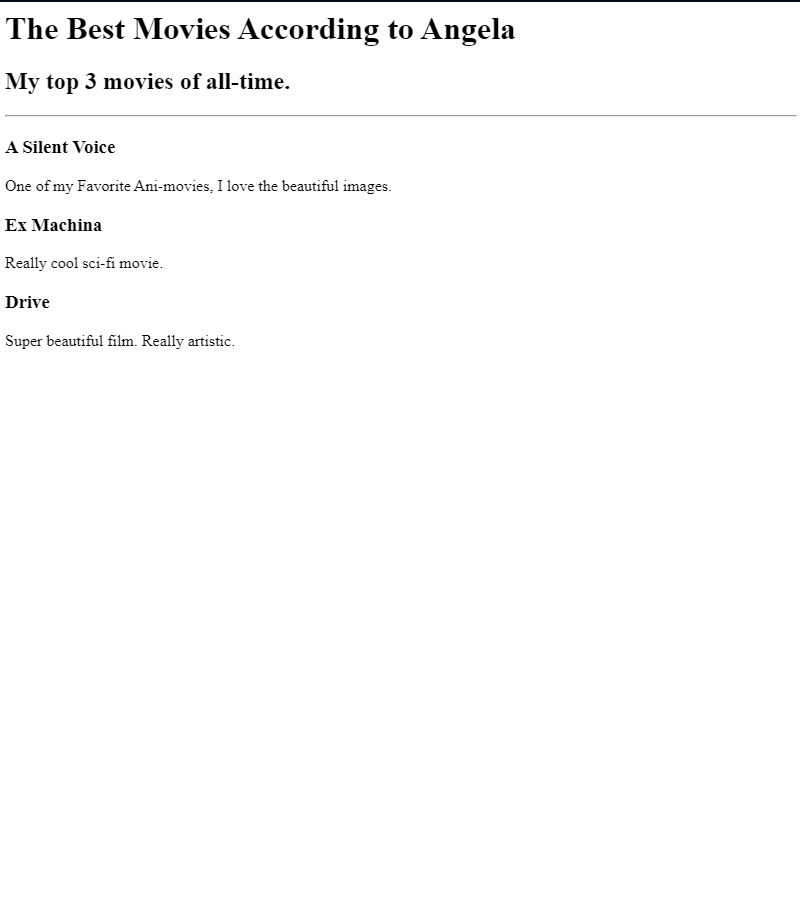 The Best Movies According to Angela
My top 3 movies of all-time.
A Silent Voice
One of my Favorite Ani-movies, I love the beautiful images.
Ex Machina
Really cool sci-fi movie.
Drive
Super beautiful film. Really artistic.